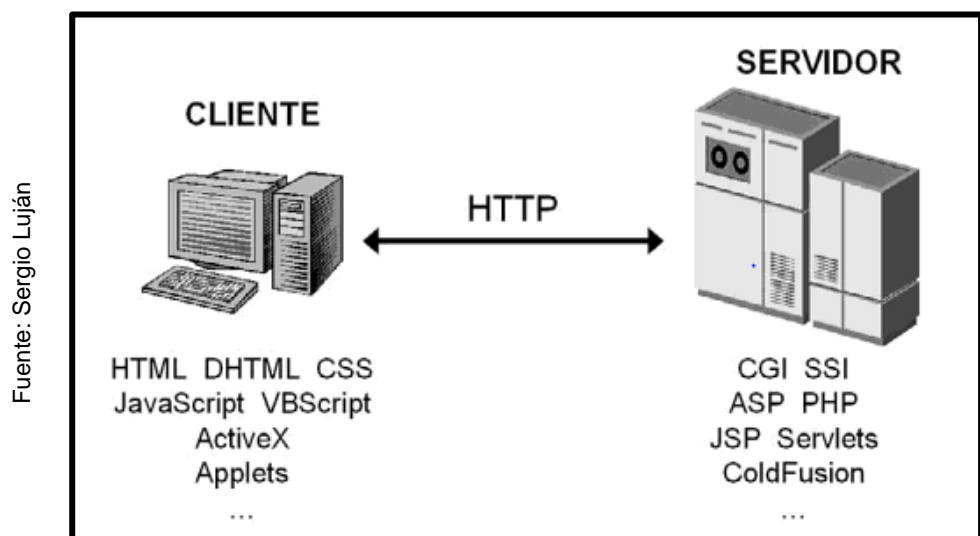 Fuente: Sergio Luján
CLIENTE
SERVIDOR
HTTP
HTML DHTML CSS
JavaScript VBScript
ActiveX
Applets
...
CGI SSI
ASP PHP
JSP Servlets
ColdFusion
...